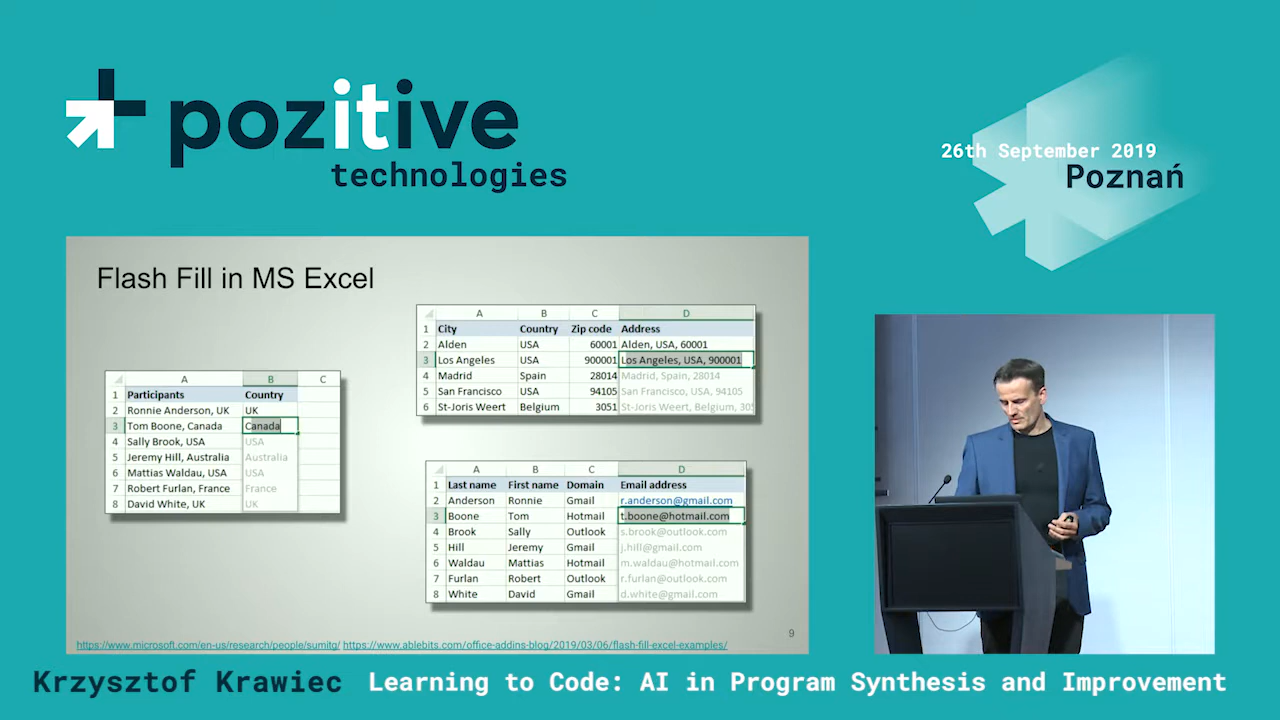 pozitive
technologies
26th September 2019
Poznań
Flash Fill in MS Excel
A B C
1 Participants Country
2 Ronnie Anderson, UK UK
3 Tom Boone, Canada Canada
4 Sally Brook, USA USA
5 Jeremy Hill, Australia Australia
6 Mattias Waldau, USA USA
7 Robert Furlan, France France
8 David White, UK UK
A B C D
1 City Country Zip code Address
2 Alden USA 60001 Alden, USA, 60001
3 Los Angeles USA 900001 Los Angeles, USA, 900001
4 Madrid Spain 28014 Madrid, Spain, 28014
5 San Francisco USA 94105 San Francisco, USA, 94105
6 St-Joris Weert Belgium 3051 St-Joris Weert, Belgium, 305
A B C D
1 Last name First name Domain Email address
2 Anderson Ronnie Gmail r.anderson@gmail.com
3 Boone Tom Hotmail t.boone@hotmail.com
4 Brook Sally Outlook s.brook@outlook.com
5 Hill Jeremy Gmail j.hill@gmail.com
6 Waldau Mattias Hotmail m.waldau@hotmail.com
7 Furlan Robert Outlook r.furlan@outlook.com
8 White David Gmail d.white@gmail.com
9
https://www.microsoft.com/en-us/research/people/sumitg/ https://www.ablebits.com/office-addins-blog/2019/03/06/flash-fill-excel-examples/
Krzysztof Krawiec Learning to Code: AI in Program Synthesis and Improvement